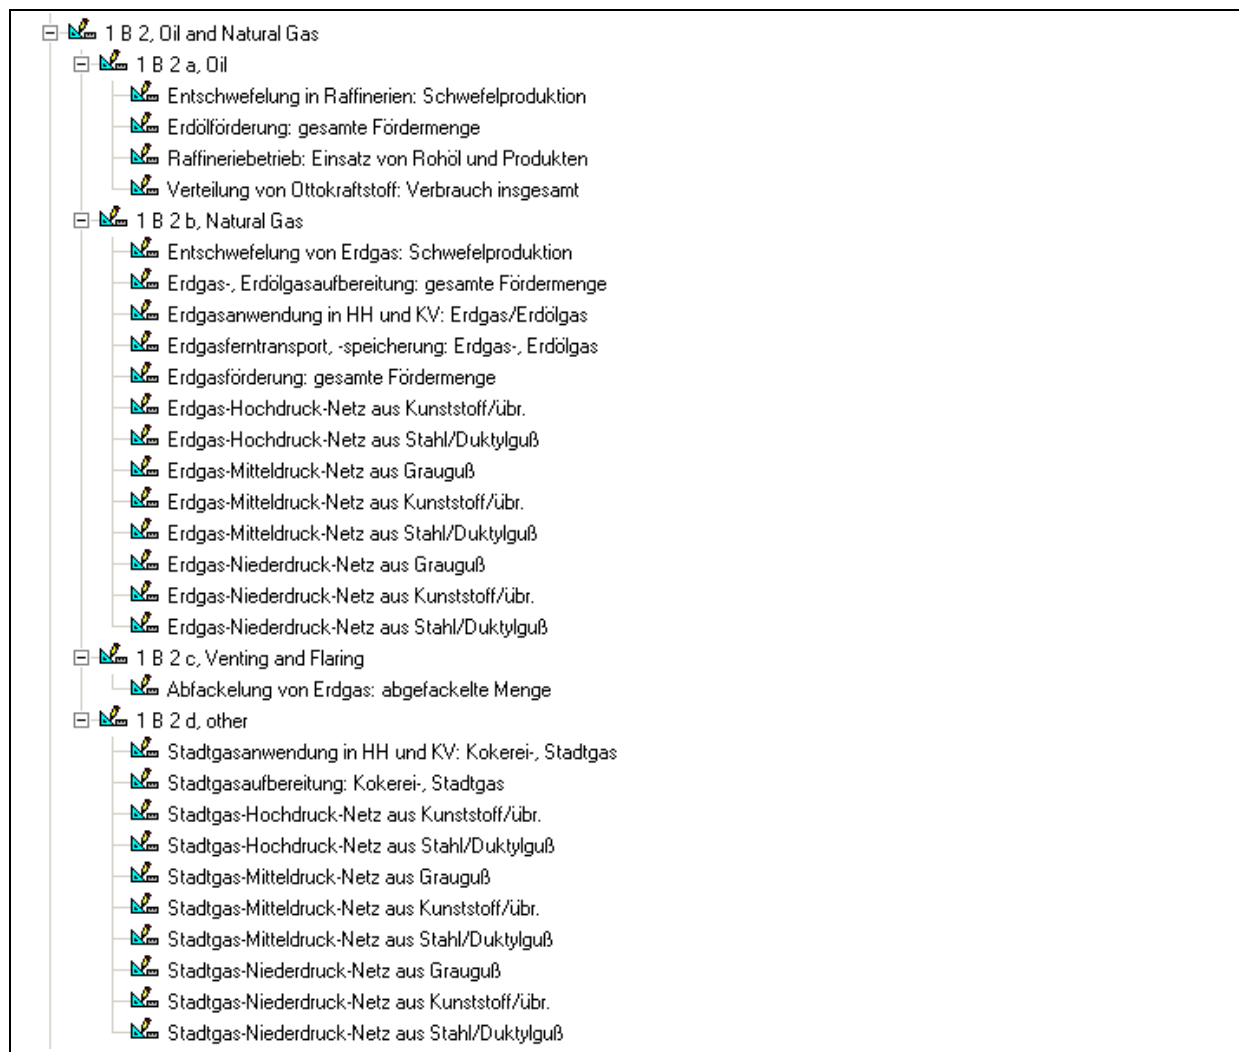 1 B 2, Oil and Natural Gas
1 B 2 a, Oil
Entschwefelung in Raffinerien: Schwefelproduktion
Erdölförderung: gesamte Fördermenge
Raffineriebetrieb: Einsatz von Rohöl und Produkten
Verteilung von Ottokraftstoff: Verbrauch insgesamt
1 B 2 b, Natural Gas
Entschwefelung von Erdgas: Schwefelproduktion
Erdgas-, Erdölgasaufbereitung: gesamte Fördermenge
Erdgasanwendung in HH und KV: Erdgas/Erdölgas
Erdgasferntransport, -speicherung: Erdgas-, Erdölgas
Erdgasförderung: gesamte Fördermenge
Erdgas-Hochdruck-Netz aus Kunststoff/übr.
Erdgas-Hochdruck-Netz aus Stahl/Duktylguß
Erdgas-Mitteldruck-Netz aus Grauguß
Erdgas-Mitteldruck-Netz aus Kunststoff/übr.
Erdgas-Mitteldruck-Netz aus Stahl/Duktylguß
Erdgas-Niederdruck-Netz aus Grauguß
Erdgas-Niederdruck-Netz aus Kunststoff/übr.
Erdgas-Niederdruck-Netz aus Stahl/Duktylguß
1 B 2 c, Venting and Flaring
Abfackelung von Erdgas: abgefackelte Menge
1 B 2 d, other
Stadtgasanwendung in HH und KV: Kokerei-, Stadtgas
Stadtgasaufbereitung: Kokerei-, Stadtgas
Stadtgas-Hochdruck-Netz aus Kunststoff/übr.
Stadtgas-Hochdruck-Netz aus Stahl/Duktylguß
Stadtgas-Mitteldruck-Netz aus Grauguß
Stadtgas-Mitteldruck-Netz aus Kunststoff/übr.
Stadtgas-Mitteldruck-Netz aus Stahl/Duktylguß
Stadtgas-Niederdruck-Netz aus Grauguß
Stadtgas-Niederdruck-Netz aus Kunststoff/übr.
Stadtgas-Niederdruck-Netz aus Stahl/Duktylguß